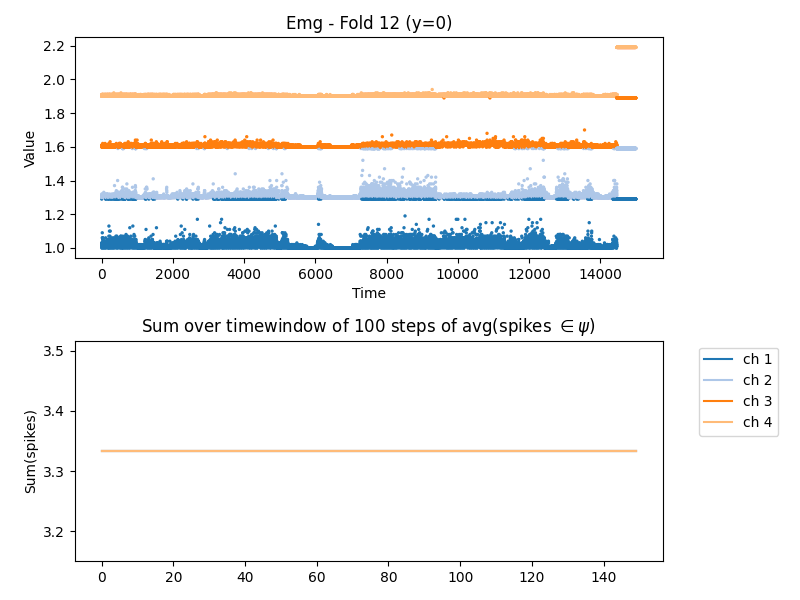 Emg - Fold 12 (y=0)
Value
2.2
2.0
1.8
1.6
1.4
1.2
1.0
0 2000 4000 6000 8000 10000 12000 14000
Time
Sum over timewindow of 100 steps of avg(spikes ∈ψ)
Sum(spikes)
3.5
3.4
3.3
3.2
0 20 40 60 80 100 120 140
ch 1
ch 2
ch 3
ch 4